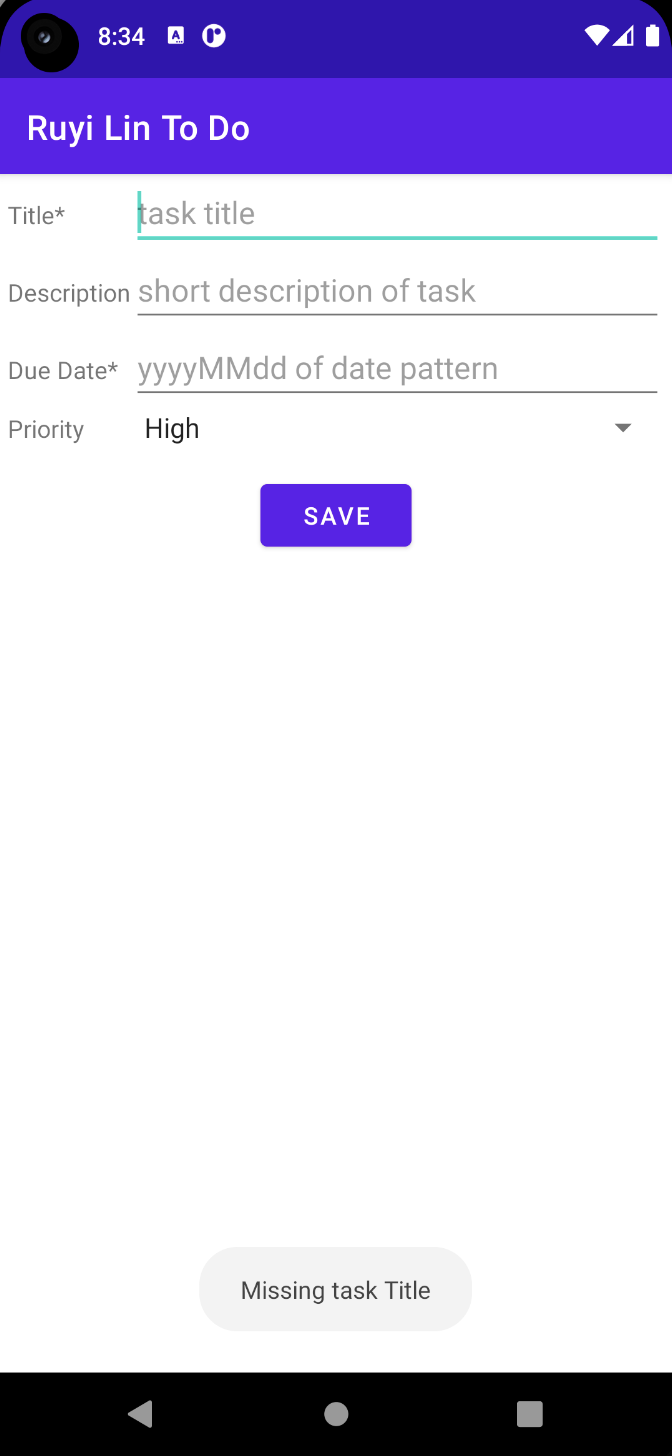 8:34
Ruyi Lin To Do
Title* task title
Description short description of task
Due Date* yyyyMMdd of date pattern
Priority High
SAVE
Missing task Title